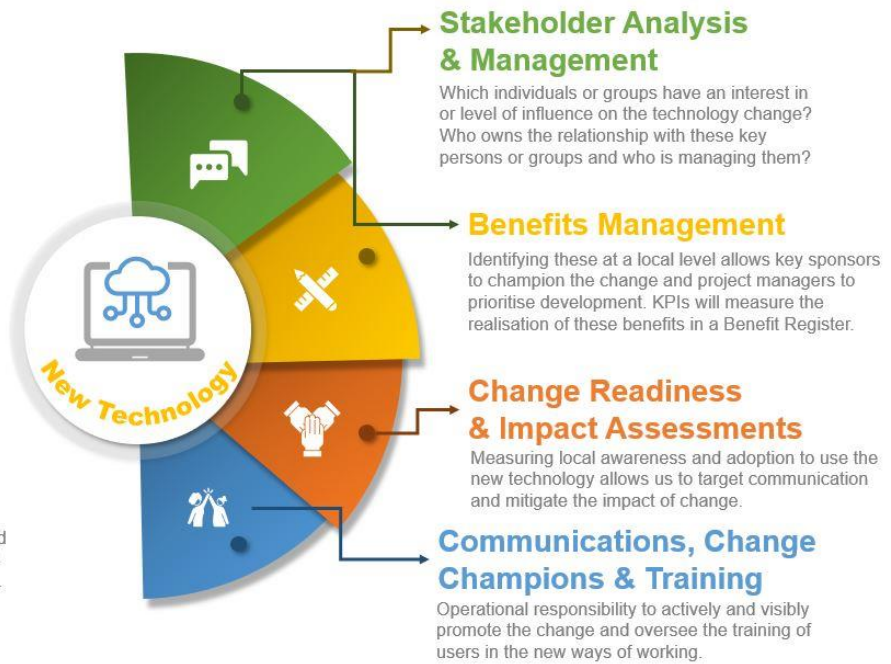 Stakeholder Analysis
& Management
Which individuals or groups have an interest in
or level of influence on the technology change?
Who owns the relationship with these key
persons or groups and who is managing them?
Benefits Management
Identifying these at a local level allows key sponsors
to champion the change and project managers to
prioritise development. KPIs will measure the
realisation of these benefits in a Benefit Register.
New Technology
Change Readiness
& Impact Assessments
Measuring local awareness and adoption to use the
new technology allows us to target communication
and mitigate the impact of change.
Communications, Change
Champions & Training
Operational responsibility to actively and visibly
promote the change and oversee the training of
users in the new ways of working.